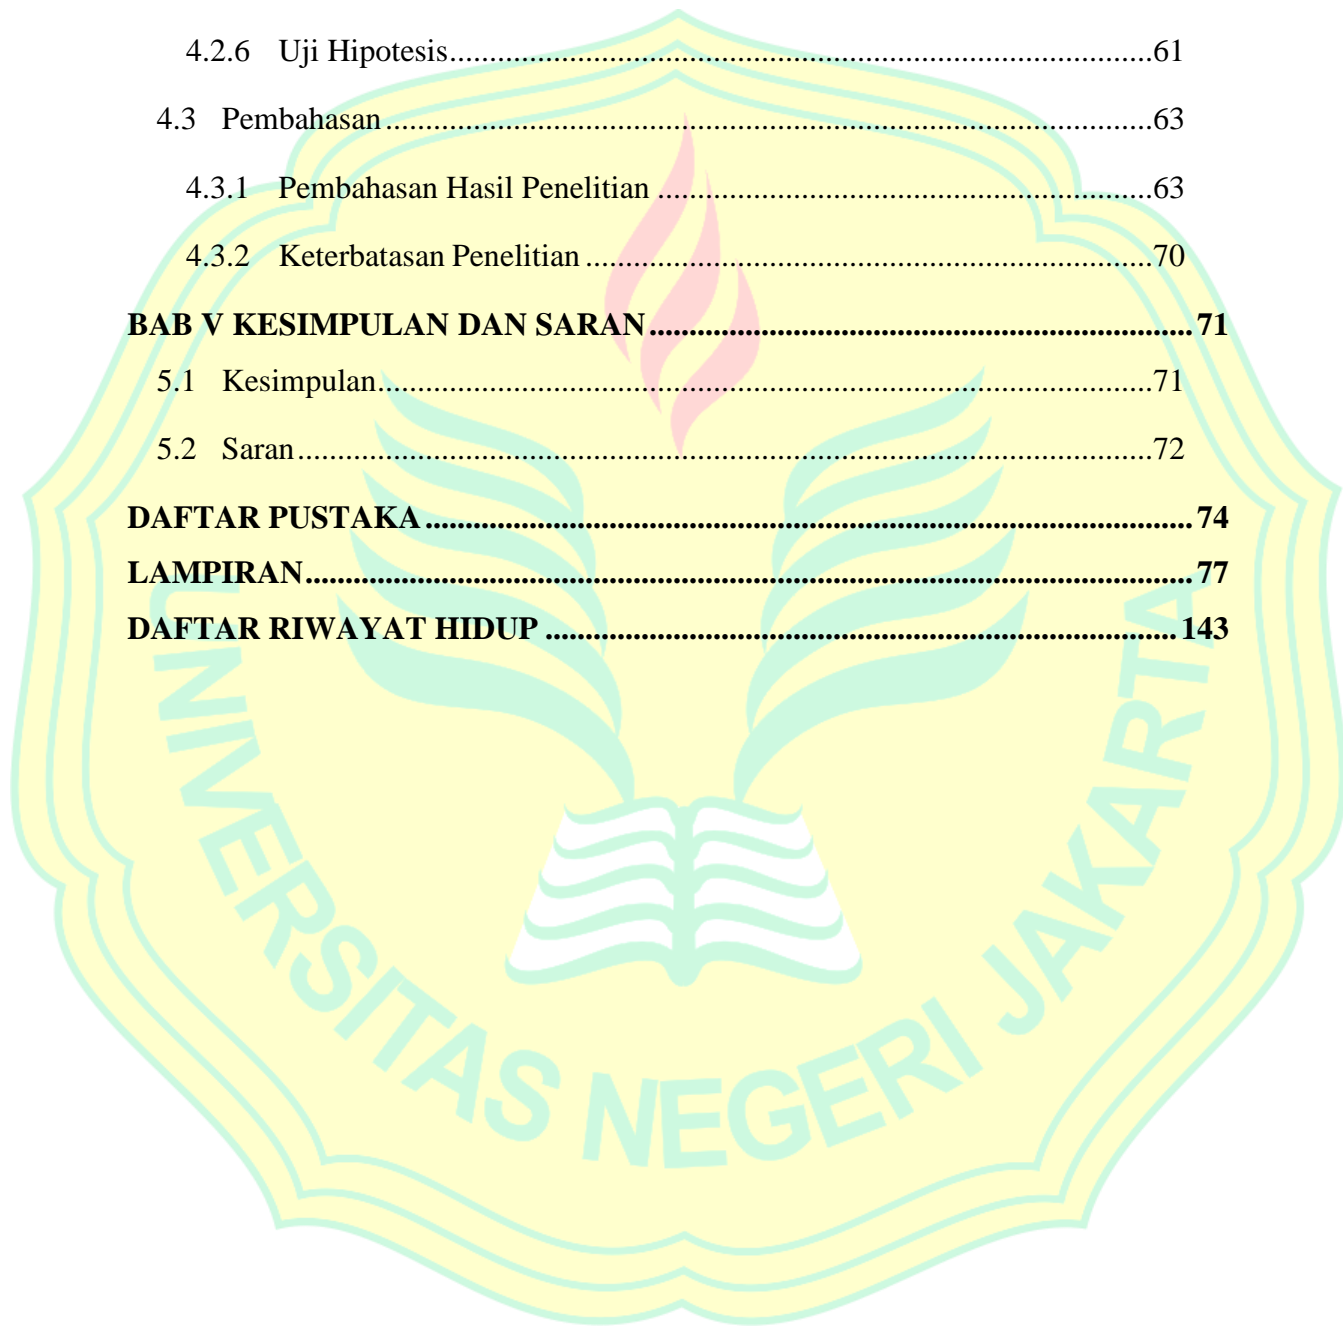 4.2.6 Uji Hipotesis....................................................................................61
4.3 Pembahasan............................................................................................63
4.3.1 Pembahasan Hasil Penelitian ...........................................................63
4.3.2 Keterbatasan Penelitian ....................................................................70
BAB V KESIMPULAN DAN SARAN.................................................................71
5.1 Kesimpulan.............................................................................................71
5.2 Saran.......................................................................................................72
DAFTAR PUSTAKA............................................................................................74
LAMPIRAN..........................................................................................................77
DAFTAR RIWAYAT HIDUP ............................................................................143
UNIVERSITAS NEGERI JAKARTA